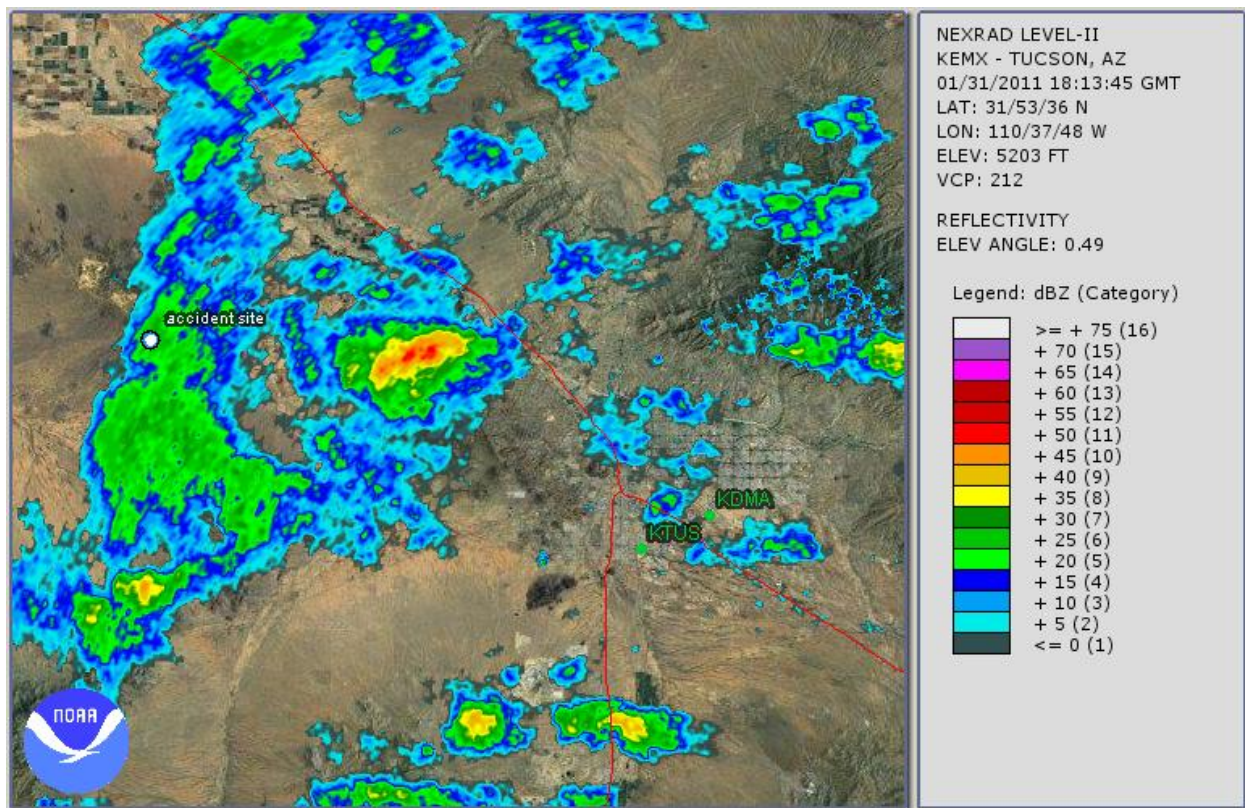 accident site
KDMA
KTUS
NOAA
NEXRAD LEVEL-II
KEMX - TUCSON, AZ
01/31/2011 18:13:45 GMT
LAT: 31/53/36 N
LON: 110/37/48 W
ELEV: 5203 FT
VCP: 212
REFLECTIVITY
ELEV ANGLE: 0.49
Legend: dBZ (Category)
>= + 75 (16)
+ 70 (15)
+ 65 (14)
+ 60 (13)
+ 55 (12)
+ 50 (11)
+ 45 (10)
+ 40 (9)
+ 35 (8)
+ 30 (7)
+ 25 (6)
+ 20 (5)
+ 15 (4)
+ 10 (3)
+ 5 (2)
<= 0 (1)